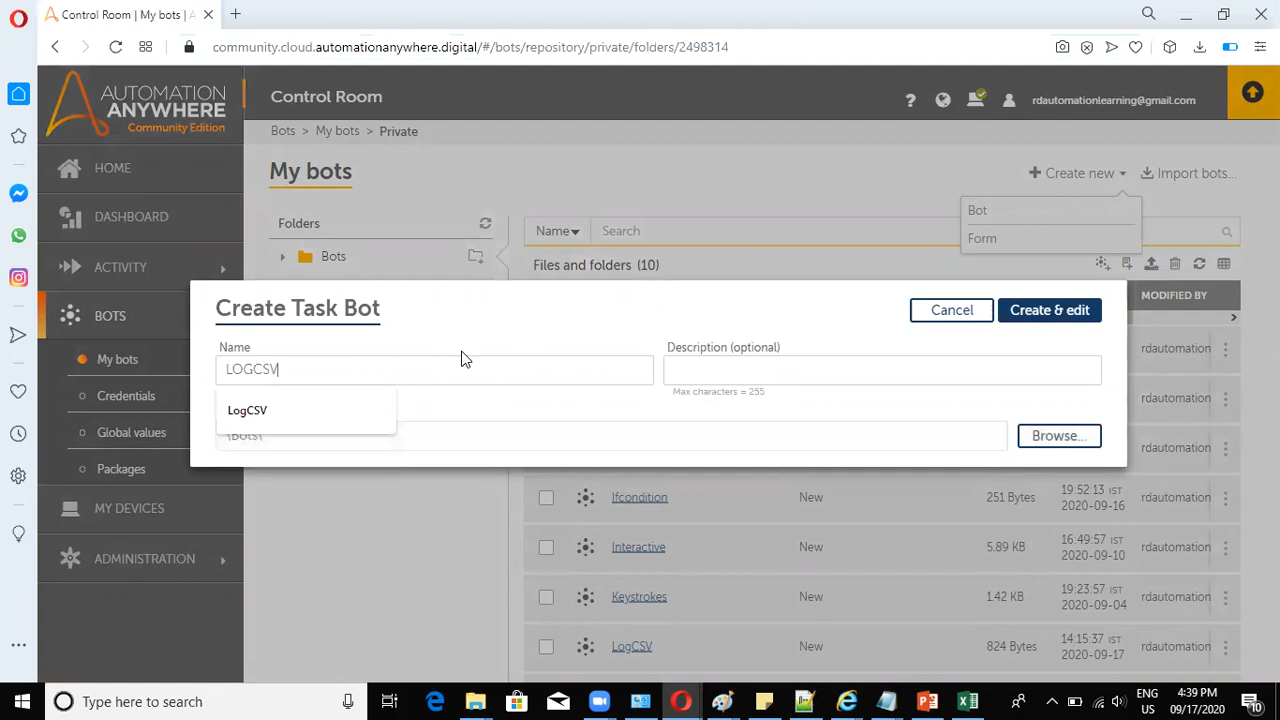 Control Room | My bots | A
community.cloud.automationanywhere.digital/#/bots/repository/private/folders/2498314
AUTOMATION
ANYWHERE
Community Edition
Control Room
?
rdautomationlearning@gmail.com
Bots > My bots > Private
HOME
DASHBOARD
ACTIVITY
BOTS
My bots
Credentials
Global values
Packages
MY DEVICES
ADMINISTRATION
My bots
Create new
Import bots...
Bot
Form
Folders
Bots
Name
Search
Files and folders (10)
MODIFIED BY
Create Task Bot
Cancel
Create & edit
Name
LOGCSV
LogCSV
Description (optional)
Max characters = 255
\Bots\
Browse...
rdautomation
rdautomation
Ifcondition New 251 Bytes 19:52:13 IST 2020-09-16 rdautomation
Interactive New 5.89 KB 16:49:57 IST 2020-09-10 rdautomation
Keystrokes New 1.42 KB 19:23:57 IST 2020-09-04 rdautomation
LogCSV New 824 Bytes 14:15:37 IST 2020-09-17 rdautomation
Type here to search
ENG
US
4:39 PM
09/17/2020
10